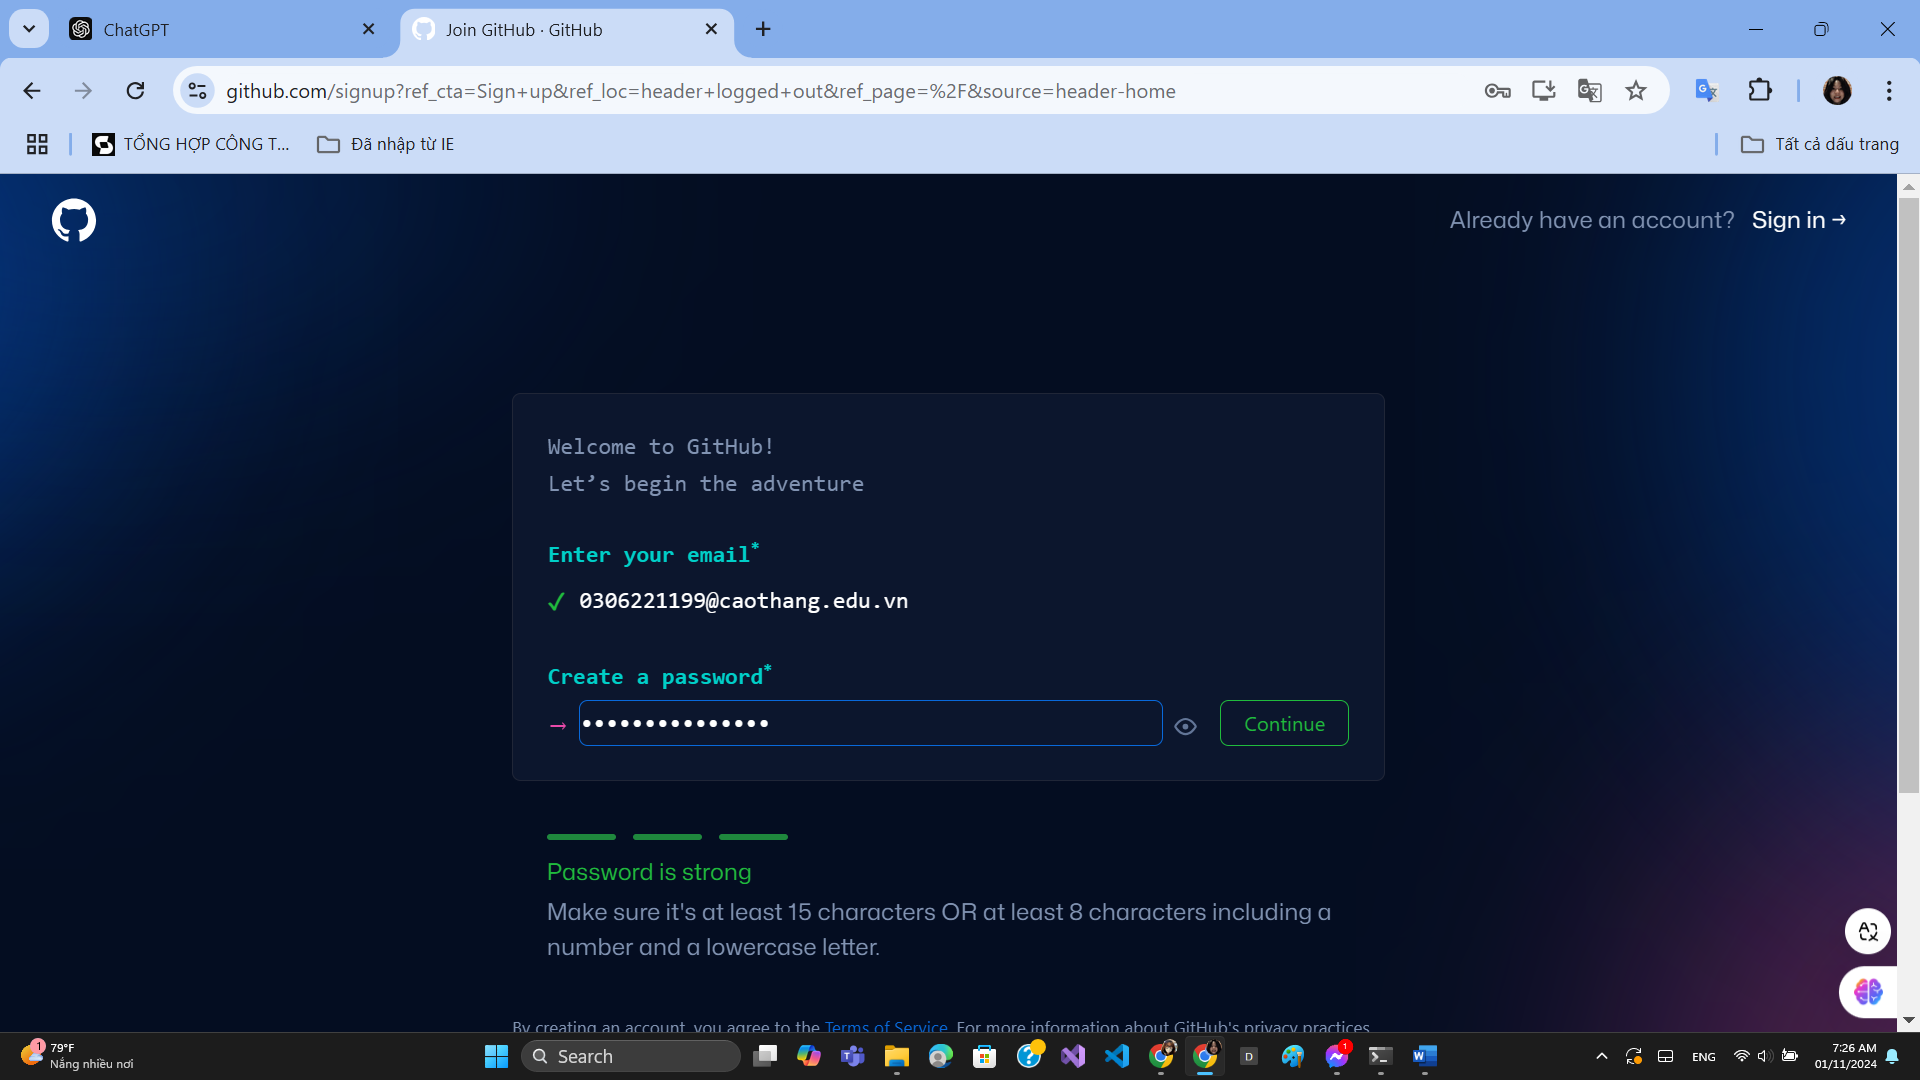 ChatGPT
Join GitHub · GitHub
github.com/signup?ref_cta=Sign+up&ref_loc=header+logged+out&ref_page=%2F&source=header-home
TỔNG HỢP CÔNG T...
Đã nhập từ IE
Tất cả dấu trang
Already have an account? Sign in →
Welcome to GitHub!
Let’s begin the adventure
Enter your email*
✓ 0306221199@caothang.edu.vn
Create a password*
→ •••••••••••••••
Continue
Password is strong
Make sure it's at least 15 characters OR at least 8 characters including a
number and a lowercase letter.
By creating an account, you agree to the Terms of Service. For more information about GitHub's privacy practices,
1
79°F
Nắng nhiều nơi
Search
D
1
ENG
7:26 AM
01/11/2024